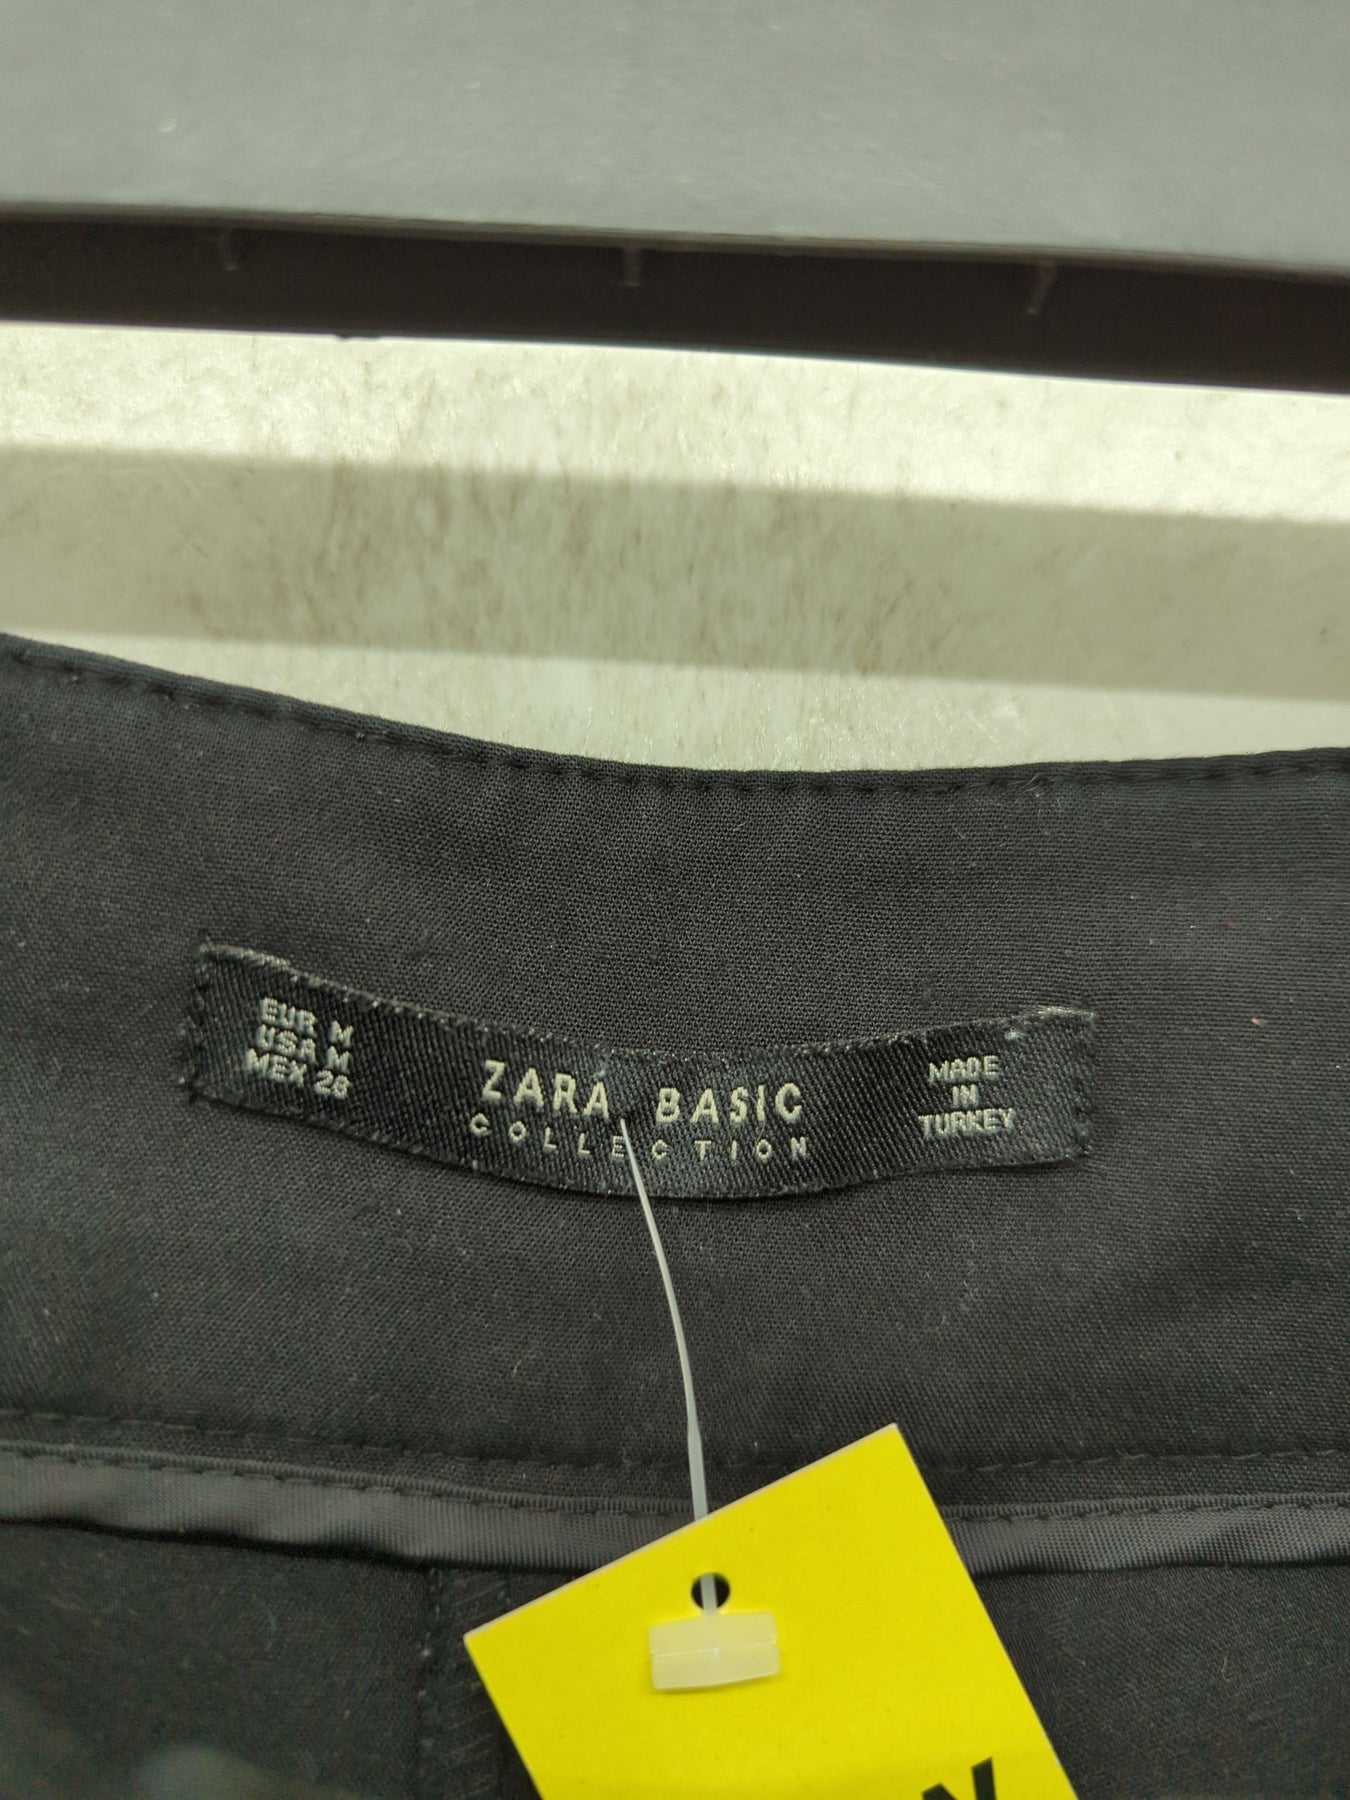 EUR M
USA M
MEX 28
ZARA BASIC
COLLECTION
MADE
IN
TURKEY